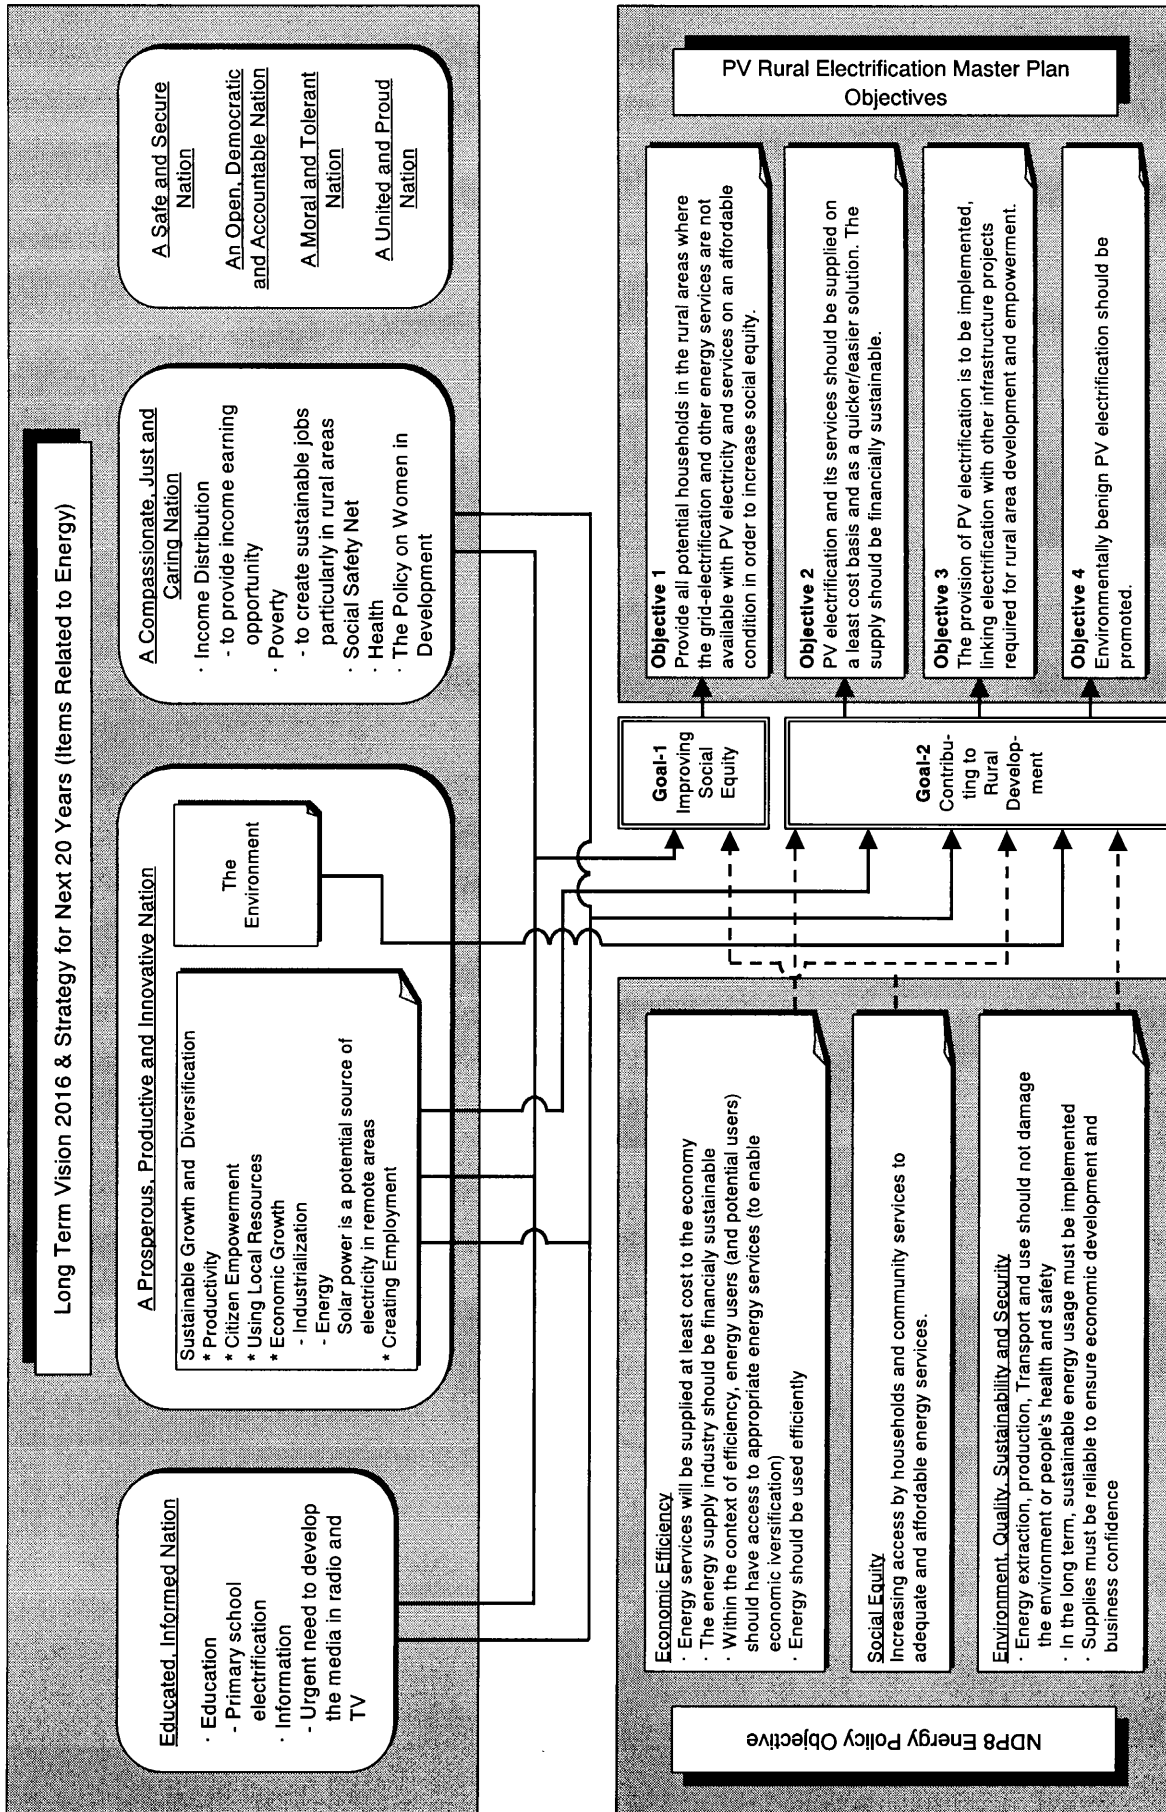 Long Term Vision 2016 & Strategy for Next 20 Years (Items Related to Energy)
Educated, Informed Nation
· Education
- Primary school
electrification
· Information
- Urgent need to develop
the media in radio and
TV
A Prosperous, Productive and Innovative Nation
Sustainable Growth and Diversification
* Productivity
* Citizen Empowerment
* Using Local Resources
* Economic Growth
- Industrialization
- Energy
Solar power is a potential source of
electricity in remote areas
* Creating Employment
The
Environment
A Compassionate, Just and
Caring Nation
· Income Distribution
- to provide income earning
opportunity
· Poverty
- to create sustainable jobs
particularly in rural areas
· Social Safety Net
· Health
· The Policy on Women in
Development
A Safe and Secure
Nation
An Open, Democratic
and Accountable Nation
A Moral and Tolerant
Nation
A United and Proud
Nation
NDP8 Energy Policy Objective
Economic Efficiency
· Energy services will be supplied at least cost to the economy
· The energy supply industry should be financially sustainable
· Within the context of efficiency, energy users (and potential users)
should have access to appropriate energy services (to enable
economic iversification)
· Energy should be used efficiently
Social Equity
Increasing access by households and community services to
adequate and affordable energy services.
Environment, Quality, Sustainability and Security
· Energy extraction, production, Transport and use should not damage
the environment or people's health and safety
· In the long term, sustainable energy usage must be implemented
· Supplies must be reliable to ensure economic development and
business confidence
Goal-1
Improving
Social
Equity
Goal-2
Contribu-
ting to
Rural
Develop-
ment
Objective 1
Provide all potential households in the rural areas where
the grid-electrification and other energy services are not
available with PV electricity and services on an affordable
condition in order to increase social equity.
Objective 2
PV electrification and its services should be supplied on
a least cost basis and as a quicker/easier solution. The
supply should be financially sustainable.
Objective 3
The provision of PV electrification is to be implemented,
linking electrification with other infrastructure projects
required for rural area development and empowerment.
Objective 4
Environmentally benign PV electrification should be
promoted.
PV Rural Electrification Master Plan
Objectives